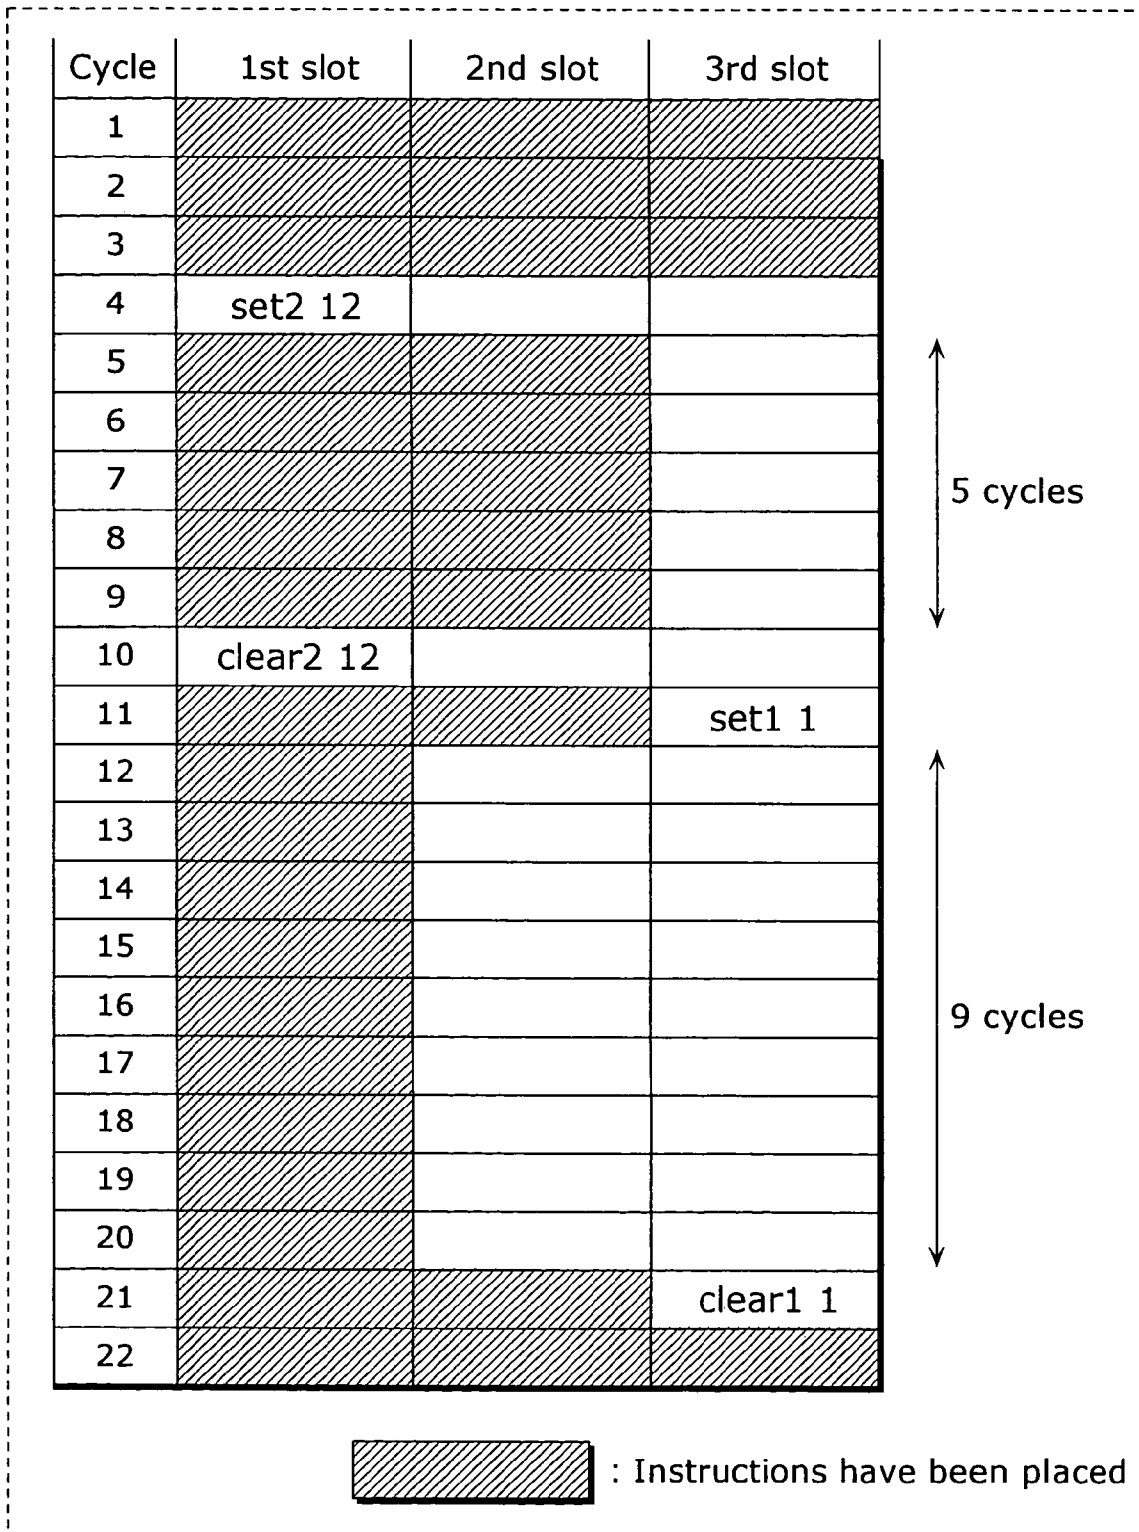 Cycle 1st slot 2nd slot 3rd slot
1
2
3
4 set2 12
5
6
7
5 cycles
8
9
10 clear2 12
11 set1 1
12
13
14
15
16
9 cycles
17
18
19
20
21 clear1 1
22
: Instructions have been placed